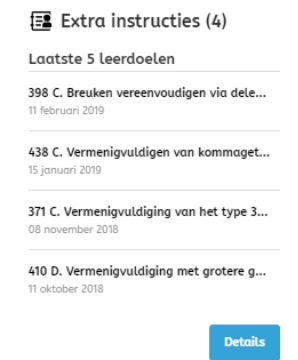 Extra instructies (4)
Laatste 5 leerdoelen
398 C. Breuken vereenvoudigen via dele...
11 februari 2019
438 C. Vermenigvuldigen van kommaget...
15 januari 2019
371 C. Vermenigvuldiging van het type 3...
08 november 2018
410 D. Vermenigvuldiging met grotere g...
11 oktober 2018
Details